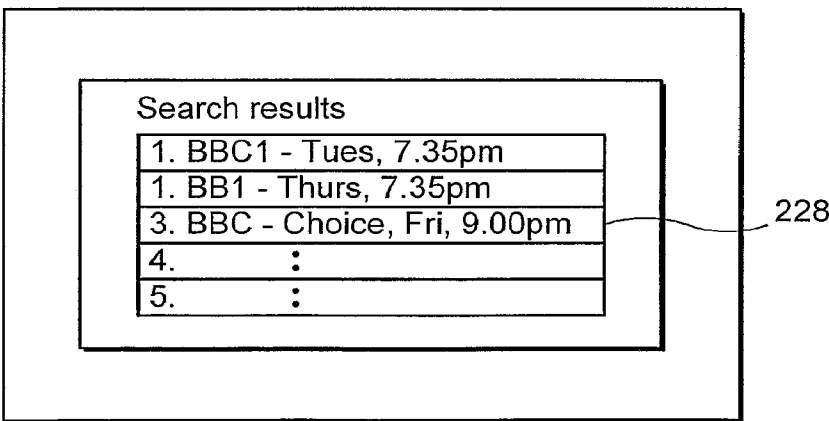 Search results
1. BBC1 - Tues, 7.35pm
1. BB1 - Thurs, 7.35pm
3. BBC - Choice, Fri, 9.00pm
228
4. :
5. :